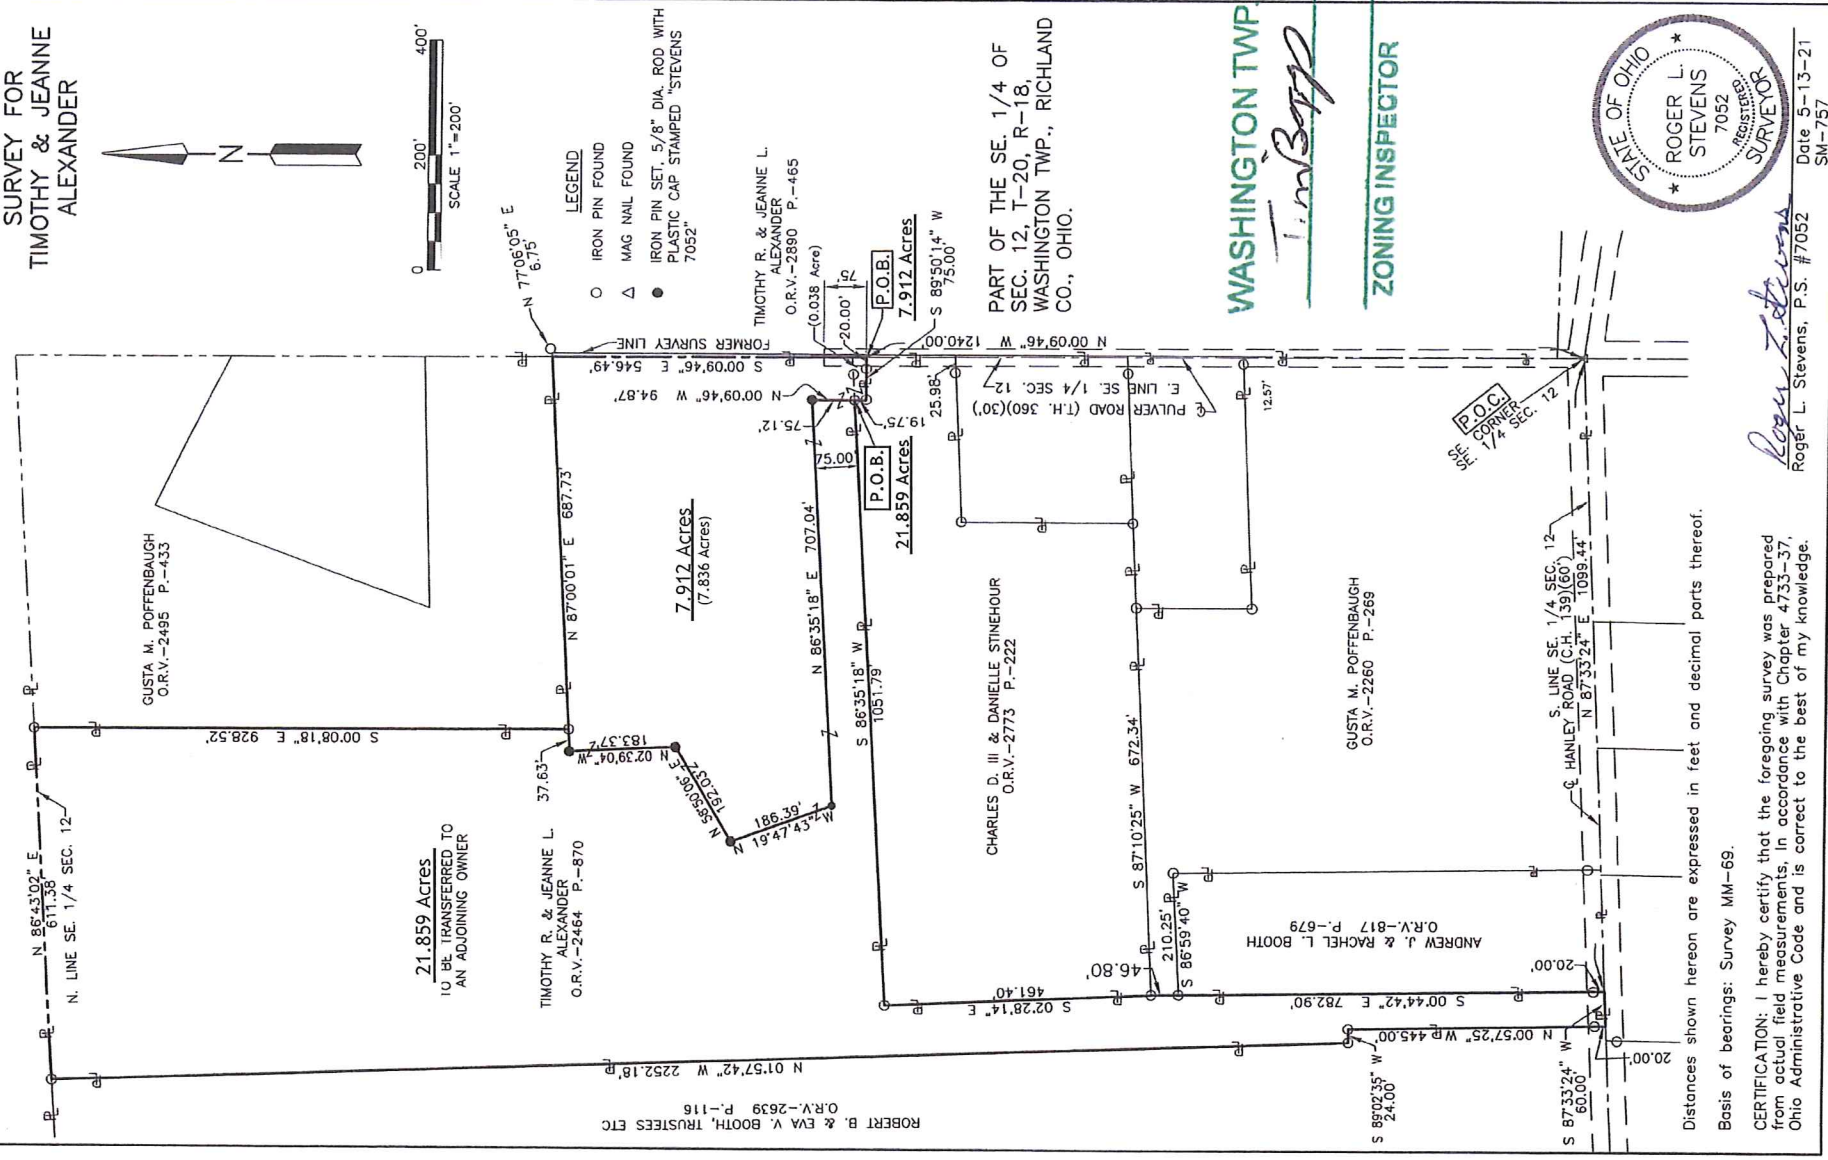 SURVEY FOR
TIMOTHY & JEANNE
ALEXANDER
N
0 200' 400'
SCALE 1"=200'
LEGEND
○ IRON PIN FOUND
△ MAG NAIL FOUND
● IRON PIN SET, 5/8" DIA. ROD WITH
PLASTIC CAP STAMPED "STEVENS
7052"
N 77°06'05" E
6.75'
TIMOTHY R. & JEANNE L.
ALEXANDER
O.R.V.-2890 P.-465
(0.038 Acre)
75'
20.00'
P.O.B.
7.912 Acres
S 89°50'14" W
75.00'
PART OF THE SE. 1/4 OF
SEC. 12, T-20, R-18,
WASHINGTON TWP., RICHLAND
CO., OHIO.
WASHINGTON TWP.
ZONING INSPECTOR
STATE OF OHIO
ROGER L.
STEVENS
7052
REGISTERED
SURVEYOR
Roger L. Stevens, P.S. #7052
Date 5-13-21
SM-757
GUSTA M. POFFENBAUGH
O.R.V.-2495 P.-433
FORMER SURVEY LINE
S 00°09'46" E 546.49'
N 00°09'46" W 94.87'
75.12'
75.00'
19.75'
N 87°00'01" E 687.73'
7.912 Acres
(7.836 Acres)
N 86°35'18" E 707.04'
P.O.B.
21.859 Acres
S 86°35'18" W
1051.79'
25.98'
N 00°09'46" W 1240.00'
E. LINE SE. 1/4 SEC. 12
PULVER ROAD (T.H. 360)(30')
12.57'
P.O.C.
SE. CORNER
SE. 1/4 SEC. 12
N 86°43'02" E
611.38'
N. LINE SE. 1/4 SEC. 12
S 00°08'18" E 928.52'
37.63'
N 02°39'04" W
183.37'
N 58°50'06" E
192.03'
186.39'
N 19°47'43" W
21.859 Acres
TO BE TRANSFERRED TO
AN ADJOINING OWNER
TIMOTHY R. & JEANNE L.
ALEXANDER
O.R.V.-2464 P.-870
CHARLES D. III & DANIELLE STINEHOUR
O.R.V.-2773 P.-222
S 87°10'25" W 672.34'
GUSTA M. POFFENBAUGH
O.R.V.-2260 P.-269
S. LINE SE. 1/4 SEC. 12
HANLEY ROAD (C.H. 139)(60')
N 87°33'24" E 1099.44'
S 02°28'14" E 461.40'
46.80'
210.25'
S 86°59'40" W
ANDREW J. & RACHEL L. BOOTH
O.R.V.-817 P.-679
S 00°44'42" E 782.90'
20.00'
N 00°57'25" W 445.00'
20.00'
N 01°57'42" W 2252.18'
ROBERT B. & EVA V. BOOTH, TRUSTEES ETC
O.R.V.-2639 P.-116
S 89°02'35" W
24.00'
S 87°33'24" W
60.00'
Distances shown hereon are expressed in feet and decimal parts thereof.
Basis of bearings: Survey MM-69.
CERTIFICATION: I hereby certify that the foregoing survey was prepared
from actual field measurements, in accordance with Chapter 4733-37,
Ohio Administrative Code and is correct to the best of my knowledge.